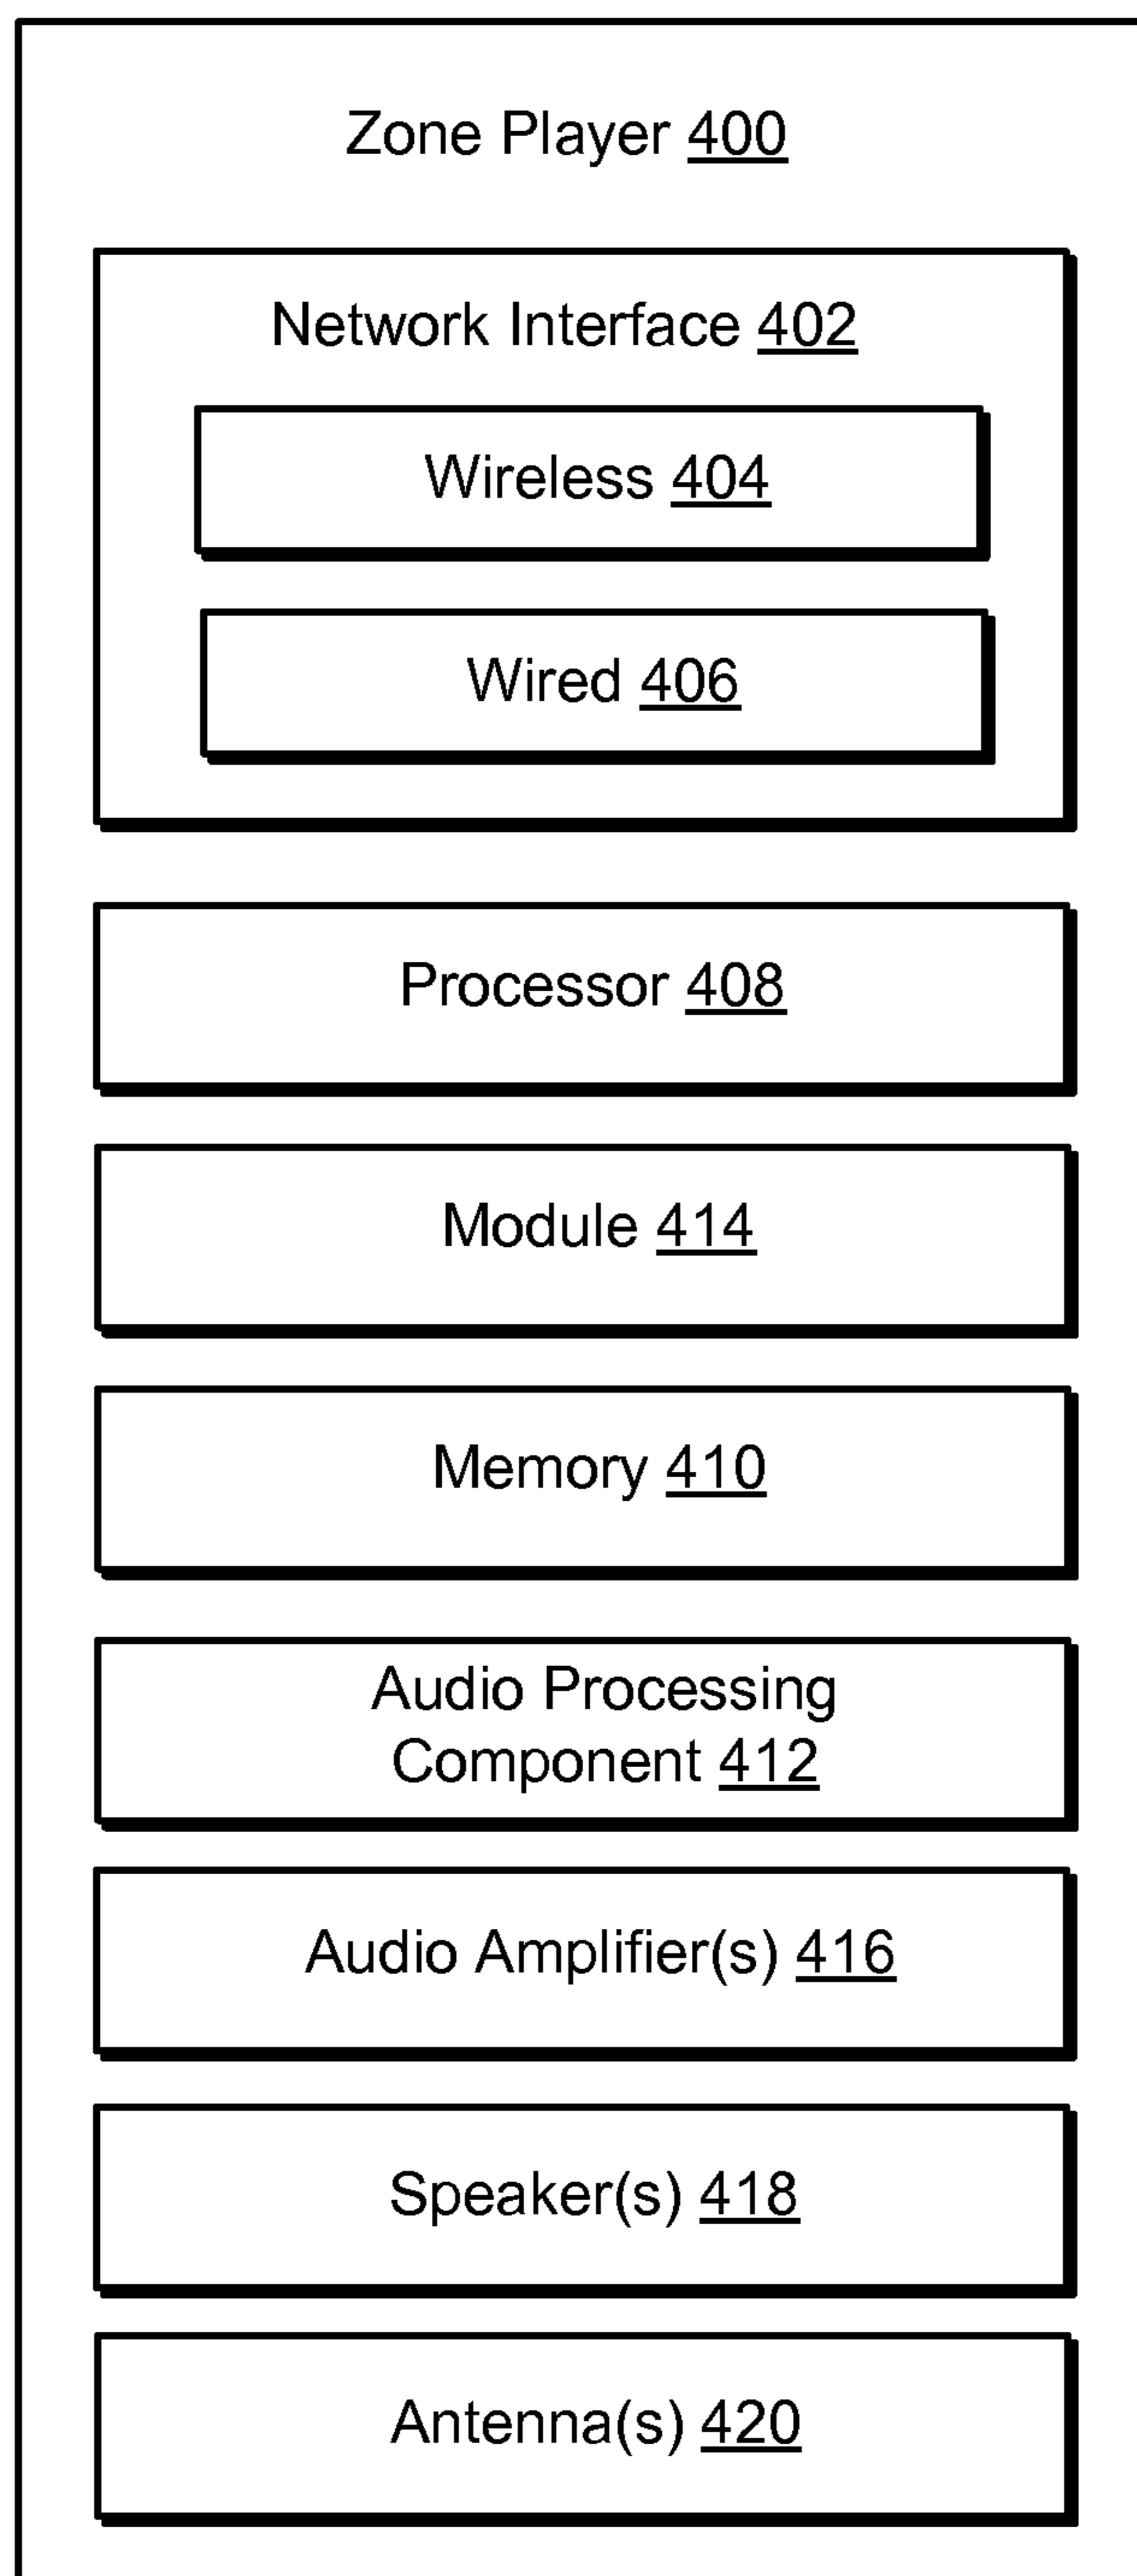 Zone Player 400
Network Interface 402
Wireless 404
Wired 406
Processor 408
Module 414
Memory 410
Audio Processing
Component 412
Audio Amplifier(s) 416
Speaker(s) 418
Antenna(s) 420